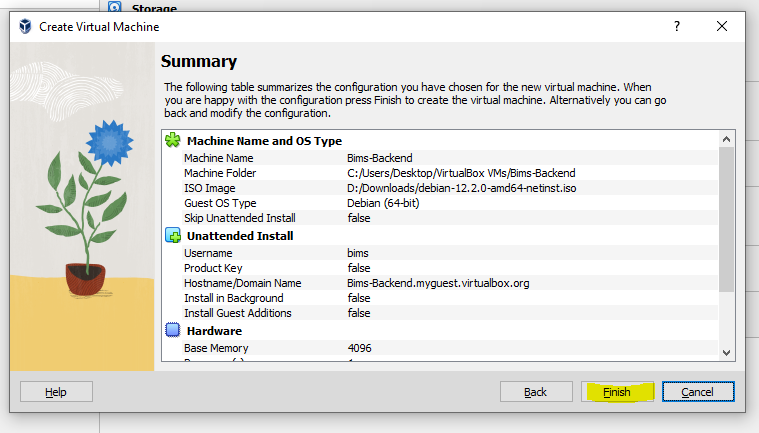 Storage
Create Virtual Machine
?
Summary
The following table summarizes the configuration you have chosen for the new virtual machine. When
you are happy with the configuration press Finish to create the virtual machine. Alternatively you can go
back and modify the configuration.
Machine Name and OS Type
Machine Name Bims-Backend
Machine Folder C:/Users/Desktop/VirtualBox VMs/Bims-Backend
ISO Image D:/Downloads/debian-12.2.0-amd64-netinst.iso
Guest OS Type Debian (64-bit)
Skip Unattended Install false
Unattended Install
Username bims
Product Key false
Hostname/Domain Name Bims-Backend.myguest.virtualbox.org
Install in Background false
Install Guest Additions false
Hardware
Base Memory 4096
Help Back Finish Cancel